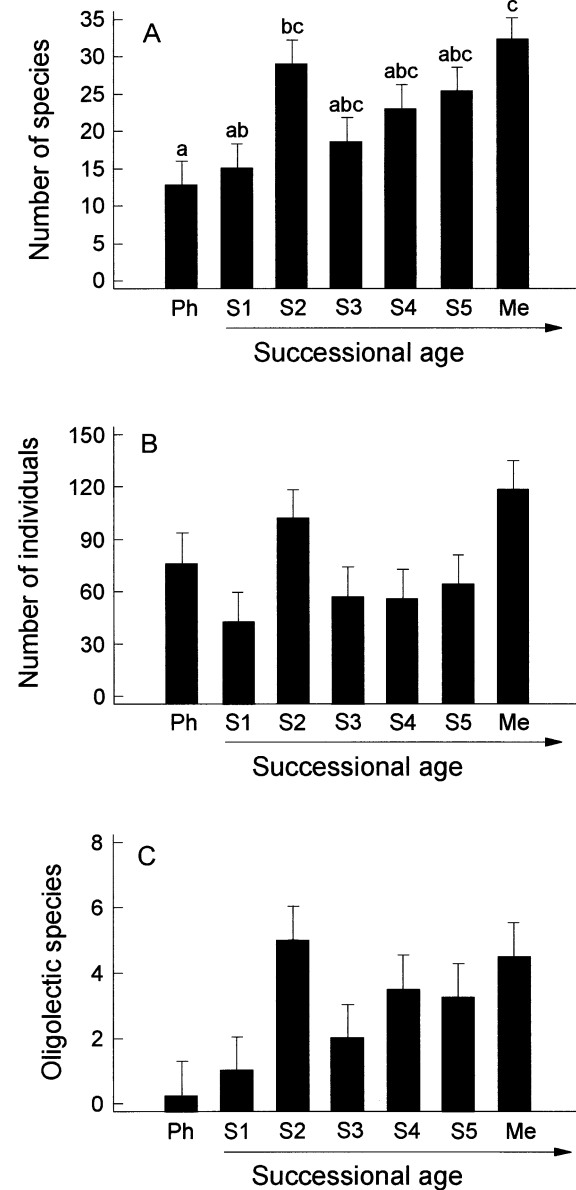 A
Number of species
35
30
25
20
15
10
5
0
a
ab
bc
abc
abc
abc
c
Ph S1 S2 S3 S4 S5 Me
Successional age
B
Number of individuals
150
120
90
60
30
0
Ph S1 S2 S3 S4 S5 Me
Successional age
C
Oligolectic species
8
6
4
2
0
Ph S1 S2 S3 S4 S5 Me
Successional age